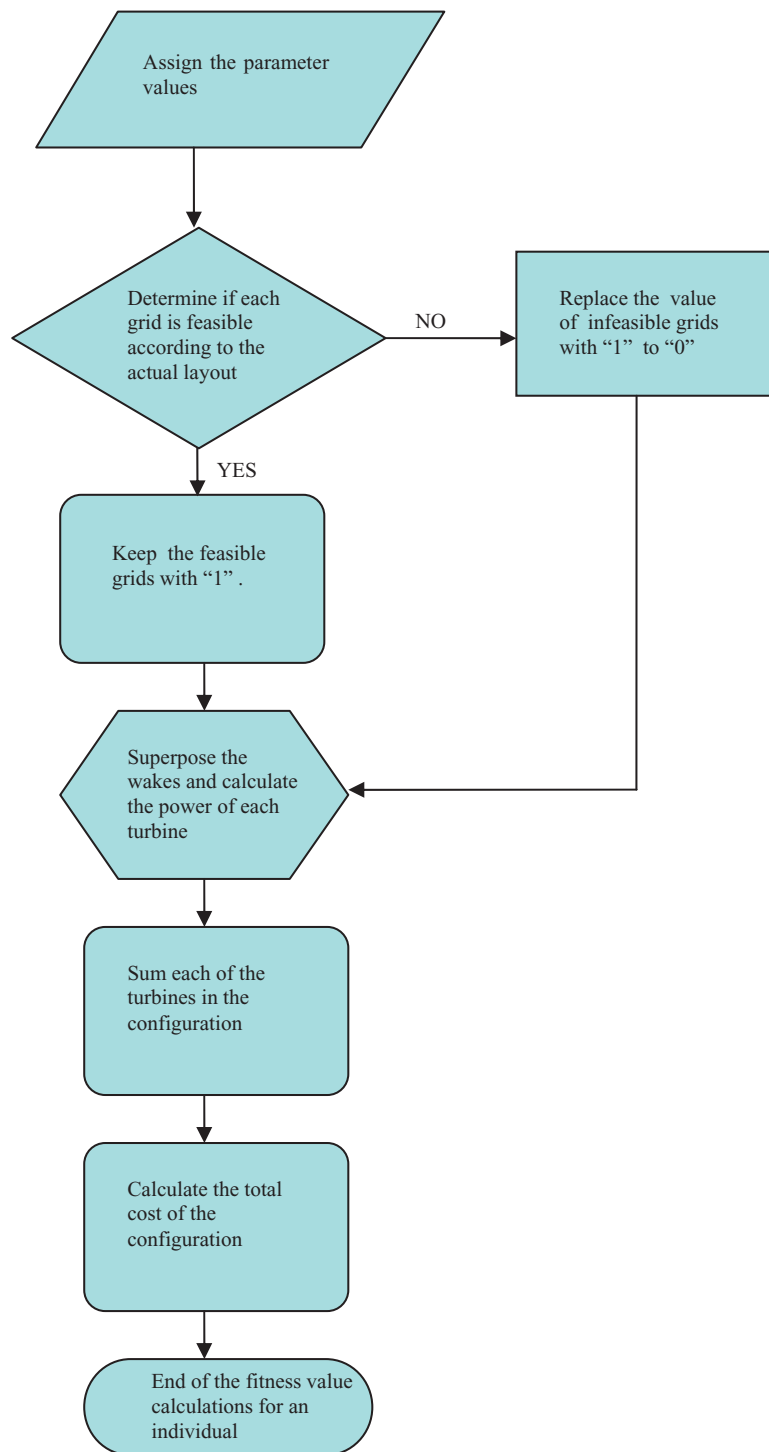 Assign the parameter
values
Determine if each
grid is feasible
according to the
actual layout
NO
Replace the value
of infeasible grids
with “1” to “0”
YES
Keep the feasible
grids with “1” .
Superpose the
wakes and calculate
the power of each
turbine
Sum each of the
turbines in the
configuration
Calculate the total
cost of the
configuration
End of the fitness value
calculations for an
individual